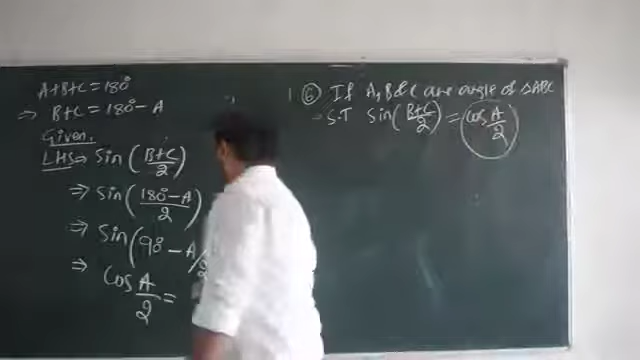 A+B+C = 180°
⇒ B+C = 180° - A
Given,
LHS ⇒ Sin (B+C/2)
⇒ Sin (180° - A/2)
⇒ Sin (90° - A/2
⇒ Cos A/2 =
⑥ If A, B & C are angle of △ABC
S.T Sin (B+C/2) = Cos A/2